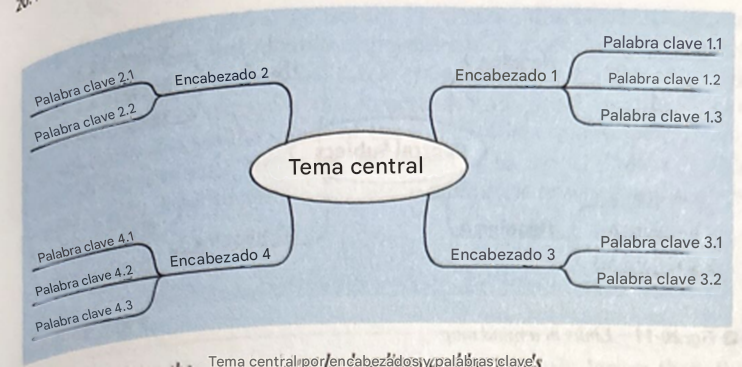 Encabezado 1
Palabra clave 1.1
Palabra clave 1.2
Palabra clave 1.3
Encabezado 2
Palabra clave 2.1
Palabra clave 2.2
Tema central
Encabezado 3
Palabra clave 3.1
Palabra clave 3.2
Encabezado 4
Palabra clave 4.1
Palabra clave 4.2
Palabra clave 4.3
Tema central por encabezados y palabras clave's